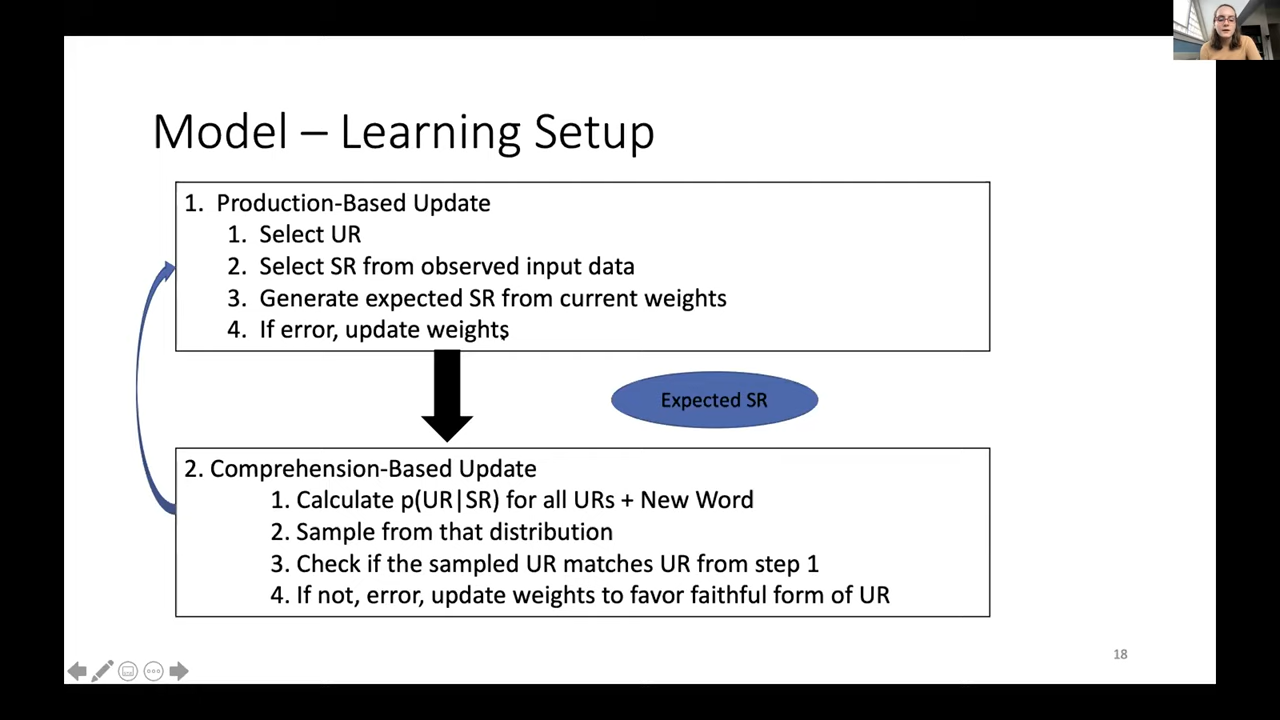 Model – Learning Setup
1. Production-Based Update
1. Select UR
2. Select SR from observed input data
3. Generate expected SR from current weights
4. If error, update weights
Expected SR
2. Comprehension-Based Update
1. Calculate p(UR|SR) for all URs + New Word
2. Sample from that distribution
3. Check if the sampled UR matches UR from step 1
4. If not, error, update weights to favor faithful form of UR
18